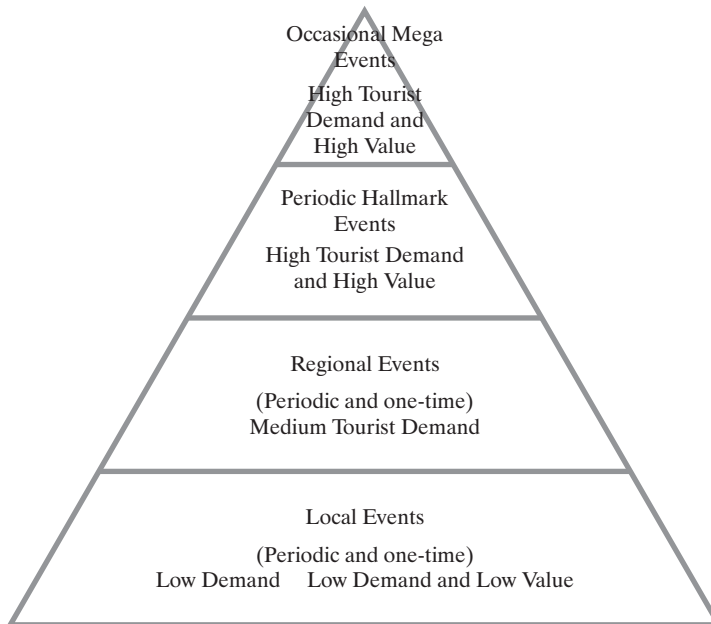 Occasional Mega
Events
High Tourist
Demand and
High Value
Periodic Hallmark
Events
High Tourist Demand
and High Value
Regional Events
(Periodic and one-time)
Medium Tourist Demand
Local Events
(Periodic and one-time)
Low Demand Low Demand and Low Value